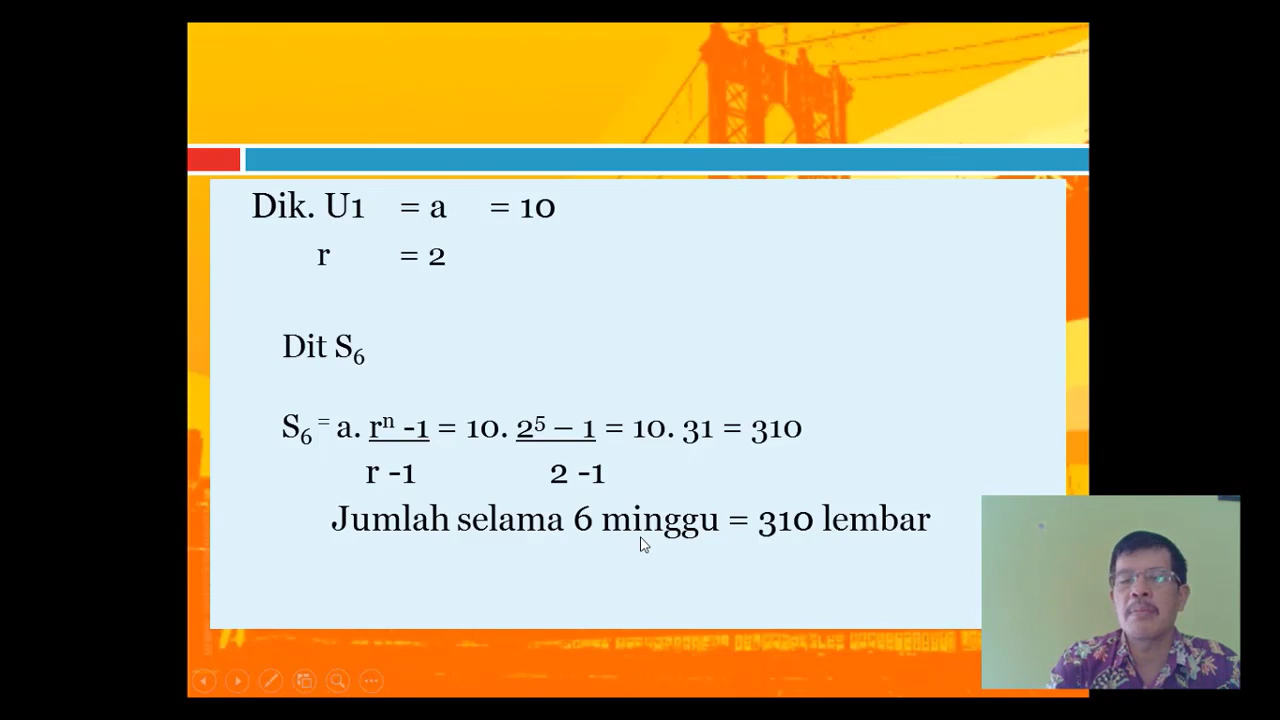 Dik. U1 = a = 10
r = 2
Dit S₆
S₆ = a. rⁿ -1 = 10. 2⁵ – 1 = 10. 31 = 310
r -1 2 -1
Jumlah selama 6 minggu = 310 lembar